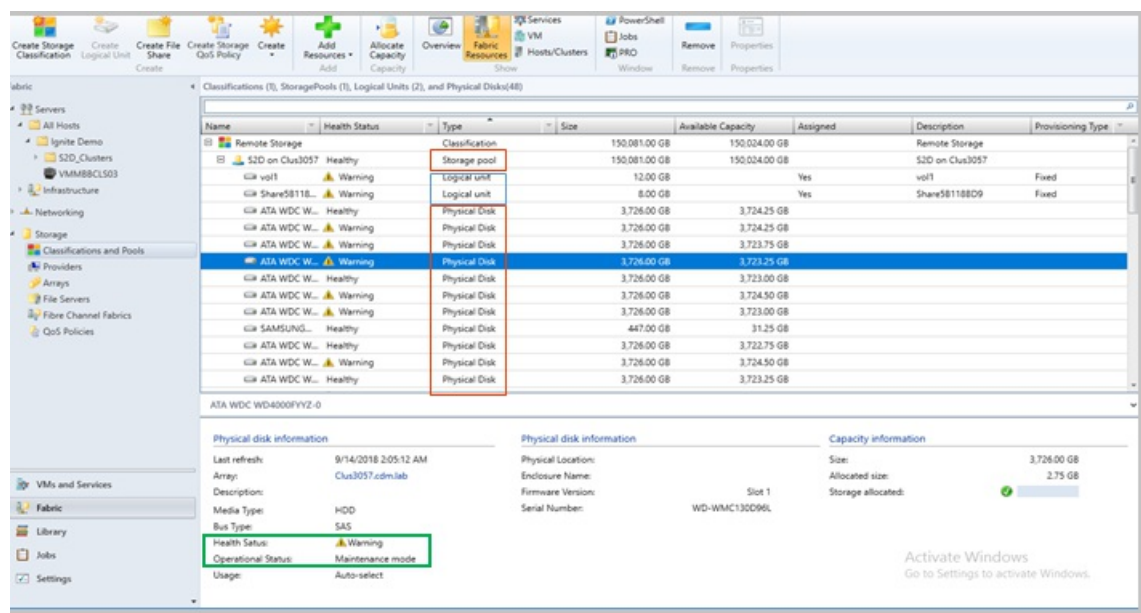 Services PowerShell
VM Jobs
Hosts/Clusters PRO
Create Storage Classification Create Logical Unit Create File Share Create Storage QoS Policy Create Add Resources Allocate Capacity Overview Fabric Resources Remove Properties
Create Add Capacity Show Window Remove Properties
abric
Classifications (1), StoragePools (1), Logical Units (2), and Physical Disks(48)
Servers
All Hosts
Ignite Demo
S2D_Clusters
VMMBBCLS03
Infrastructure
Networking
Storage
Classifications and Pools
Providers
Arrays
File Servers
Fibre Channel Fabrics
QoS Policies
VMs and Services
Fabric
Library
Jobs
Settings
Name Health Status Type Size Available Capacity Assigned Description Provisioning Type
Remote Storage Classification 150,081.00 GB 150,024.00 GB Remote Storage
S2D on Clus3057 Healthy Storage pool 150,081.00 GB 150,024.00 GB S2D on Clus3057
vol1 Warning Logical unit 12.00 GB Yes vol1 Fixed
Share58118... Warning Logical unit 8.00 GB Yes Share581188D9 Fixed
ATA WDC W... Healthy Physical Disk 3,726.00 GB 3,724.25 GB
ATA WDC W... Warning Physical Disk 3,726.00 GB 3,724.25 GB
ATA WDC W... Warning Physical Disk 3,726.00 GB 3,723.75 GB
ATA WDC W... Warning Physical Disk 3,726.00 GB 3,723.25 GB
ATA WDC W... Healthy Physical Disk 3,726.00 GB 3,723.00 GB
ATA WDC W... Warning Physical Disk 3,726.00 GB 3,724.50 GB
ATA WDC W... Warning Physical Disk 3,726.00 GB 3,723.00 GB
SAMSUNG... Healthy Physical Disk 447.00 GB 31.25 GB
ATA WDC W... Healthy Physical Disk 3,726.00 GB 3,722.75 GB
ATA WDC W... Warning Physical Disk 3,726.00 GB 3,724.50 GB
ATA WDC W... Healthy Physical Disk 3,726.00 GB 3,723.25 GB
ATA WDC WD4000FYYZ-0
Physical disk information Physical disk information Capacity information
Last refresh: 9/14/2018 2:05:12 AM Physical Location: Size: 3,726.00 GB
Array: Clus3057.cdm.lab Enclosure Name: Allocated size: 2.75 GB
Description: Firmware Version: Slot 1 Storage allocated:
Media Type: HDD Serial Number: WD-WMC130D96L
Bus Type: SAS
Health Satus: Warning
Operational Status: Maintenance mode
Usage: Auto-select
Activate Windows
Go to Settings to activate Windows.